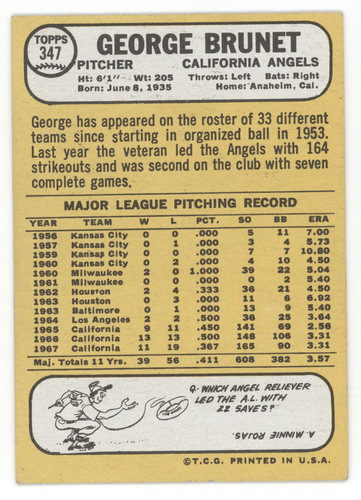 TOPPS
347
GEORGE BRUNET
PITCHER CALIFORNIA ANGELS
Ht: 6'1" Wt: 205 Throws: Left Bats: Right
Born: June 8, 1935 Home: Anaheim, Cal.
George has appeared on the roster of 33 different
teams since starting in organized ball in 1953.
Last year the veteran led the Angels with 164
strikeouts and was second on the club with seven
complete games.
MAJOR LEAGUE PITCHING RECORD
YEAR TEAM W L PCT. SO BB ERA
1956 Kansas City 0 0 .000 5 11 7.00
1957 Kansas City 0 1 .000 3 4 5.73
1959 Kansas City 0 0 .000 7 7 10.80
1960 Kansas City 0 2 .000 4 10 4.50
1960 Milwaukee 2 0 1.000 39 22 5.04
1961 Milwaukee 0 0 .000 0 2 5.40
1962 Houston 2 4 .333 36 21 4.50
1963 Houston 0 3 .000 11 6 6.92
1963 Baltimore 0 1 .000 13 9 5.40
1964 Los Angeles 2 2 .500 36 25 3.64
1965 California 9 11 .450 141 69 2.56
1966 California 13 13 .500 148 106 3.31
1967 California 11 19 .367 165 90 3.31
Maj. Totals 11 Yrs. 39 56 .411 608 382 3.57
Q. WHICH ANGEL RELIEVER
LED THE A.L. WITH
22 SAVES?
A. MINNIE ROJAS.
©T.C.G. PRINTED IN U.S.A.